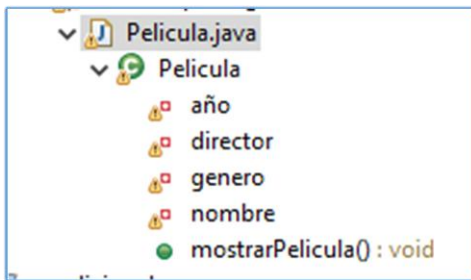 Pelicula.java
Pelicula
año
director
genero
nombre
mostrarPelicula() : void